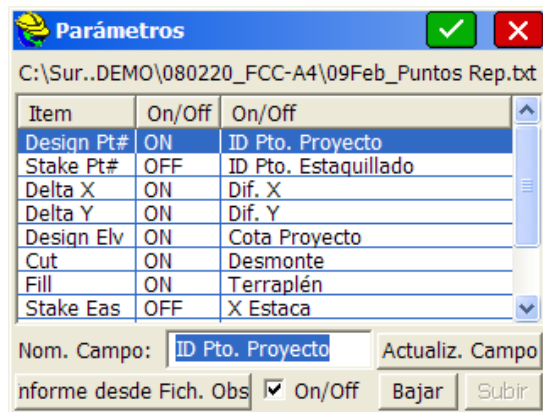 Parámetros
C:\Sur..DEMO\080220_FCC-A4\09Feb_Puntos Rep.txt
Item On/Off On/Off
Design Pt# ON ID Pto. Proyecto
Stake Pt# OFF ID Pto. Estaquillado
Delta X ON Dif. X
Delta Y ON Dif. Y
Design Elv ON Cota Proyecto
Cut ON Desmonte
Fill ON Terraplén
Stake Eas OFF X Estaca
Nom. Campo: ID Pto. Proyecto Actualiz. Campo
nforme desde Fich. Obs On/Off Bajar Subir